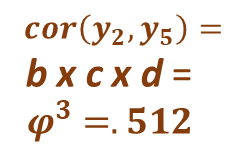 cor(y₂, y₅) =
b x c x d =
φ³ =. 512